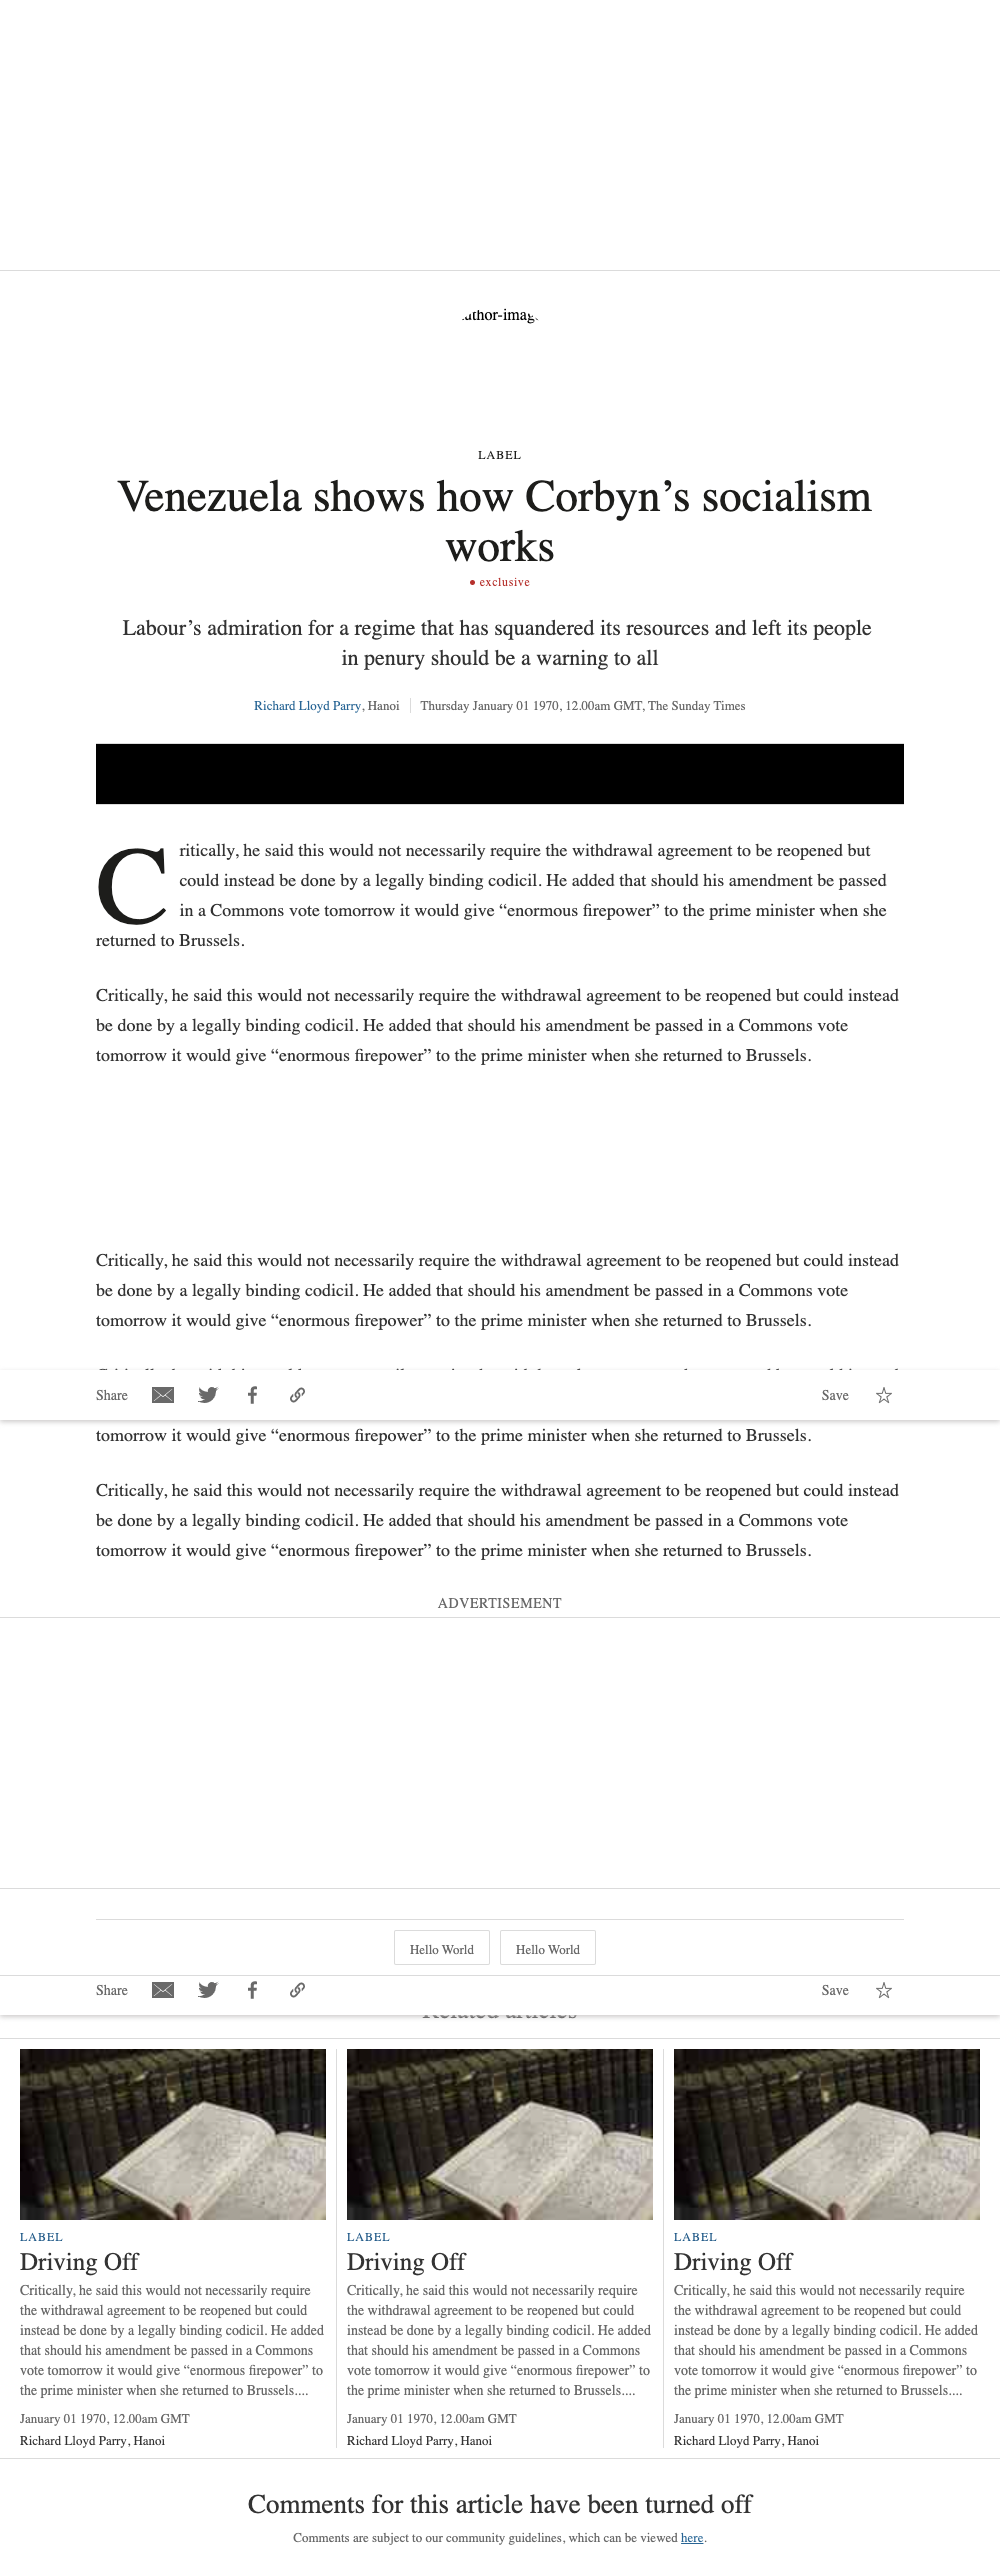 LABEL
Venezuela shows how Corbyn’s socialism
works
exclusive
Labour’s admiration for a regime that has squandered its resources and left its people
in penury should be a warning to all
Richard Lloyd Parry, Hanoi Thursday January 01 1970, 12.00am GMT, The Sunday Times
Critically, he said this would not necessarily require the withdrawal agreement to be reopened but
could instead be done by a legally binding codicil. He added that should his amendment be passed
in a Commons vote tomorrow it would give “enormous firepower” to the prime minister when she
returned to Brussels.
Critically, he said this would not necessarily require the withdrawal agreement to be reopened but could instead
be done by a legally binding codicil. He added that should his amendment be passed in a Commons vote
tomorrow it would give “enormous firepower” to the prime minister when she returned to Brussels.
Critically, he said this would not necessarily require the withdrawal agreement to be reopened but could instead
be done by a legally binding codicil. He added that should his amendment be passed in a Commons vote
tomorrow it would give “enormous firepower” to the prime minister when she returned to Brussels.
Share Save
tomorrow it would give “enormous firepower” to the prime minister when she returned to Brussels.
Critically, he said this would not necessarily require the withdrawal agreement to be reopened but could instead
be done by a legally binding codicil. He added that should his amendment be passed in a Commons vote
tomorrow it would give “enormous firepower” to the prime minister when she returned to Brussels.
ADVERTISEMENT
Hello World Hello World
Share Save
LABEL
Driving Off
Critically, he said this would not necessarily require
the withdrawal agreement to be reopened but could
instead be done by a legally binding codicil. He added
that should his amendment be passed in a Commons
vote tomorrow it would give “enormous firepower” to
the prime minister when she returned to Brussels....
January 01 1970, 12.00am GMT
Richard Lloyd Parry, Hanoi
LABEL
Driving Off
Critically, he said this would not necessarily require
the withdrawal agreement to be reopened but could
instead be done by a legally binding codicil. He added
that should his amendment be passed in a Commons
vote tomorrow it would give “enormous firepower” to
the prime minister when she returned to Brussels....
January 01 1970, 12.00am GMT
Richard Lloyd Parry, Hanoi
LABEL
Driving Off
Critically, he said this would not necessarily require
the withdrawal agreement to be reopened but could
instead be done by a legally binding codicil. He added
that should his amendment be passed in a Commons
vote tomorrow it would give “enormous firepower” to
the prime minister when she returned to Brussels....
January 01 1970, 12.00am GMT
Richard Lloyd Parry, Hanoi
Comments for this article have been turned off
Comments are subject to our community guidelines, which can be viewed here.